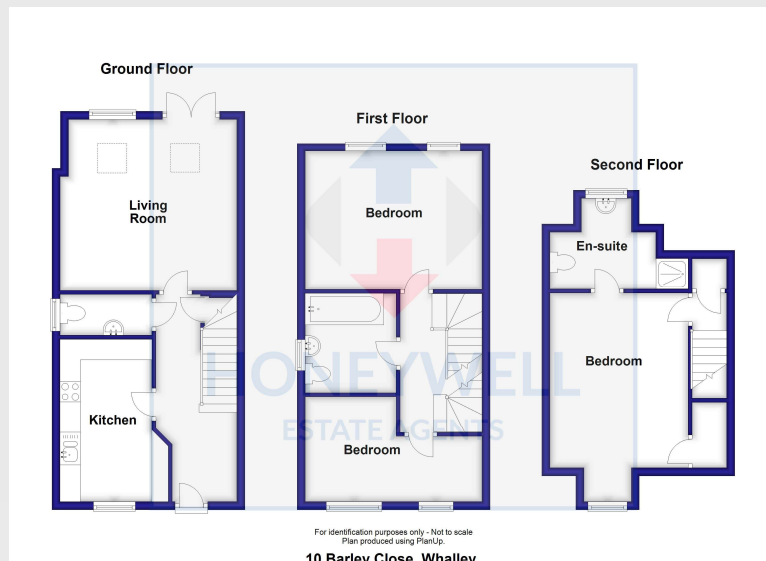 Ground Floor
First Floor
Second Floor
Living
Room
Bedroom
En-suite
Bedroom
HONEYWELL
ESTATE AGENTS
Kitchen
Bedroom
For identification purposes only - Not to scale
Plan produced using PlanUp.
10 Barley Close, Whalley